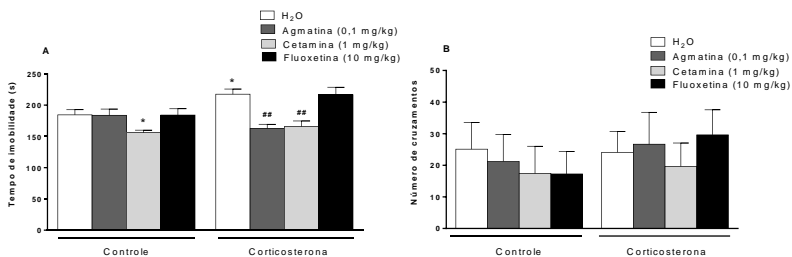 A
H₂O
Agmatina (0,1 mg/kg)
Cetamina (1 mg/kg)
Fluoxetina (10 mg/kg)
Tempo de imobilidade (s)
250
200
150
100
50
0
*
*
##
##
Controle
Corticosterona
B
H₂O
Agmatina (0,1 mg/kg)
Cetamina (1 mg/kg)
Fluoxetina (10 mg/kg)
Número de cruzamentos
50
40
30
20
10
0
Controle
Corticosterona